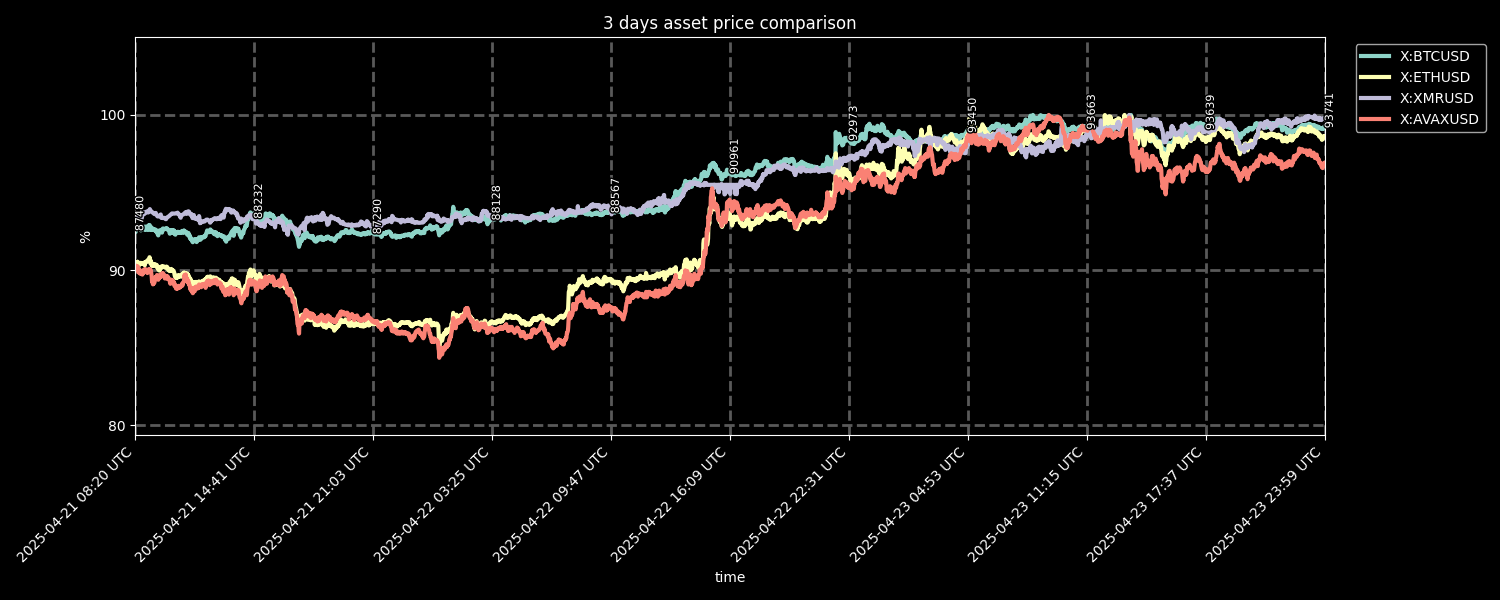 3 days asset price comparison
X:BTCUSD
X:ETHUSD
X:XMRUSD
X:AVAXUSD
100
90
80
%
87480
88232
87290
88128
88567
90961
92973
93450
93663
93639
93741
2025-04-21 08:20 UTC
2025-04-21 14:41 UTC
2025-04-21 21:03 UTC
2025-04-22 03:25 UTC
2025-04-22 09:47 UTC
2025-04-22 16:09 UTC
2025-04-22 22:31 UTC
2025-04-23 04:53 UTC
2025-04-23 11:15 UTC
2025-04-23 17:37 UTC
2025-04-23 23:59 UTC
time